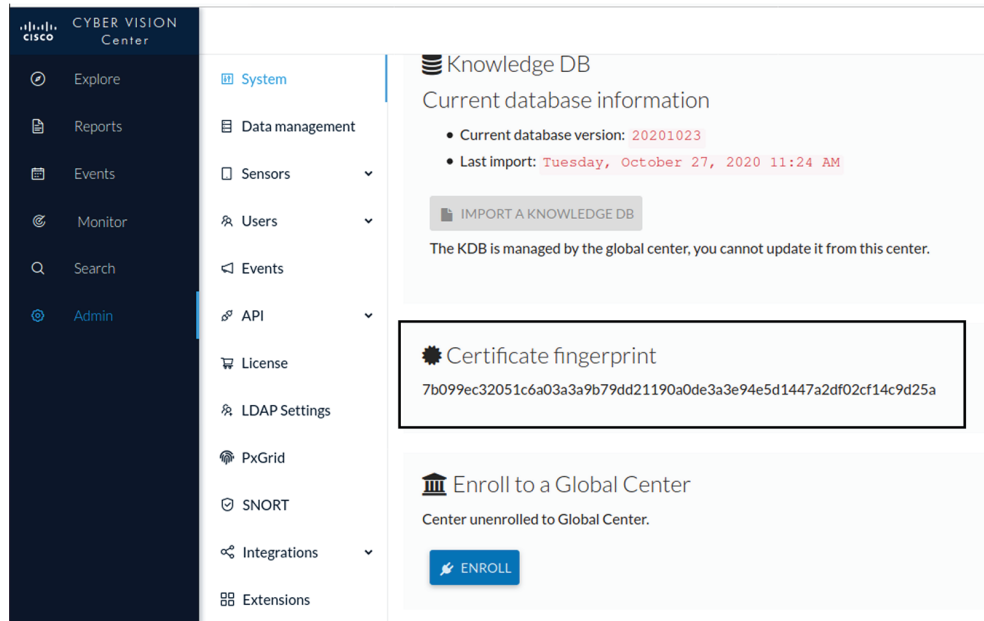 CISCO
CYBER VISION
Center
Explore
Reports
Events
Monitor
Search
Admin
System
Data management
Sensors
Users
Events
API
License
LDAP Settings
PxGrid
SNORT
Integrations
Extensions
Knowledge DB
Current database information
Current database version: 20201023
Last import: Tuesday, October 27, 2020 11:24 AM
IMPORT A KNOWLEDGE DB
The KDB is managed by the global center, you cannot update it from this center.
Certificate fingerprint
7b099ec32051c6a03a3a9b79dd21190a0de3a3e94e5d1447a2df02cf14c9d25a
Enroll to a Global Center
Center unenrolled to Global Center.
ENROLL